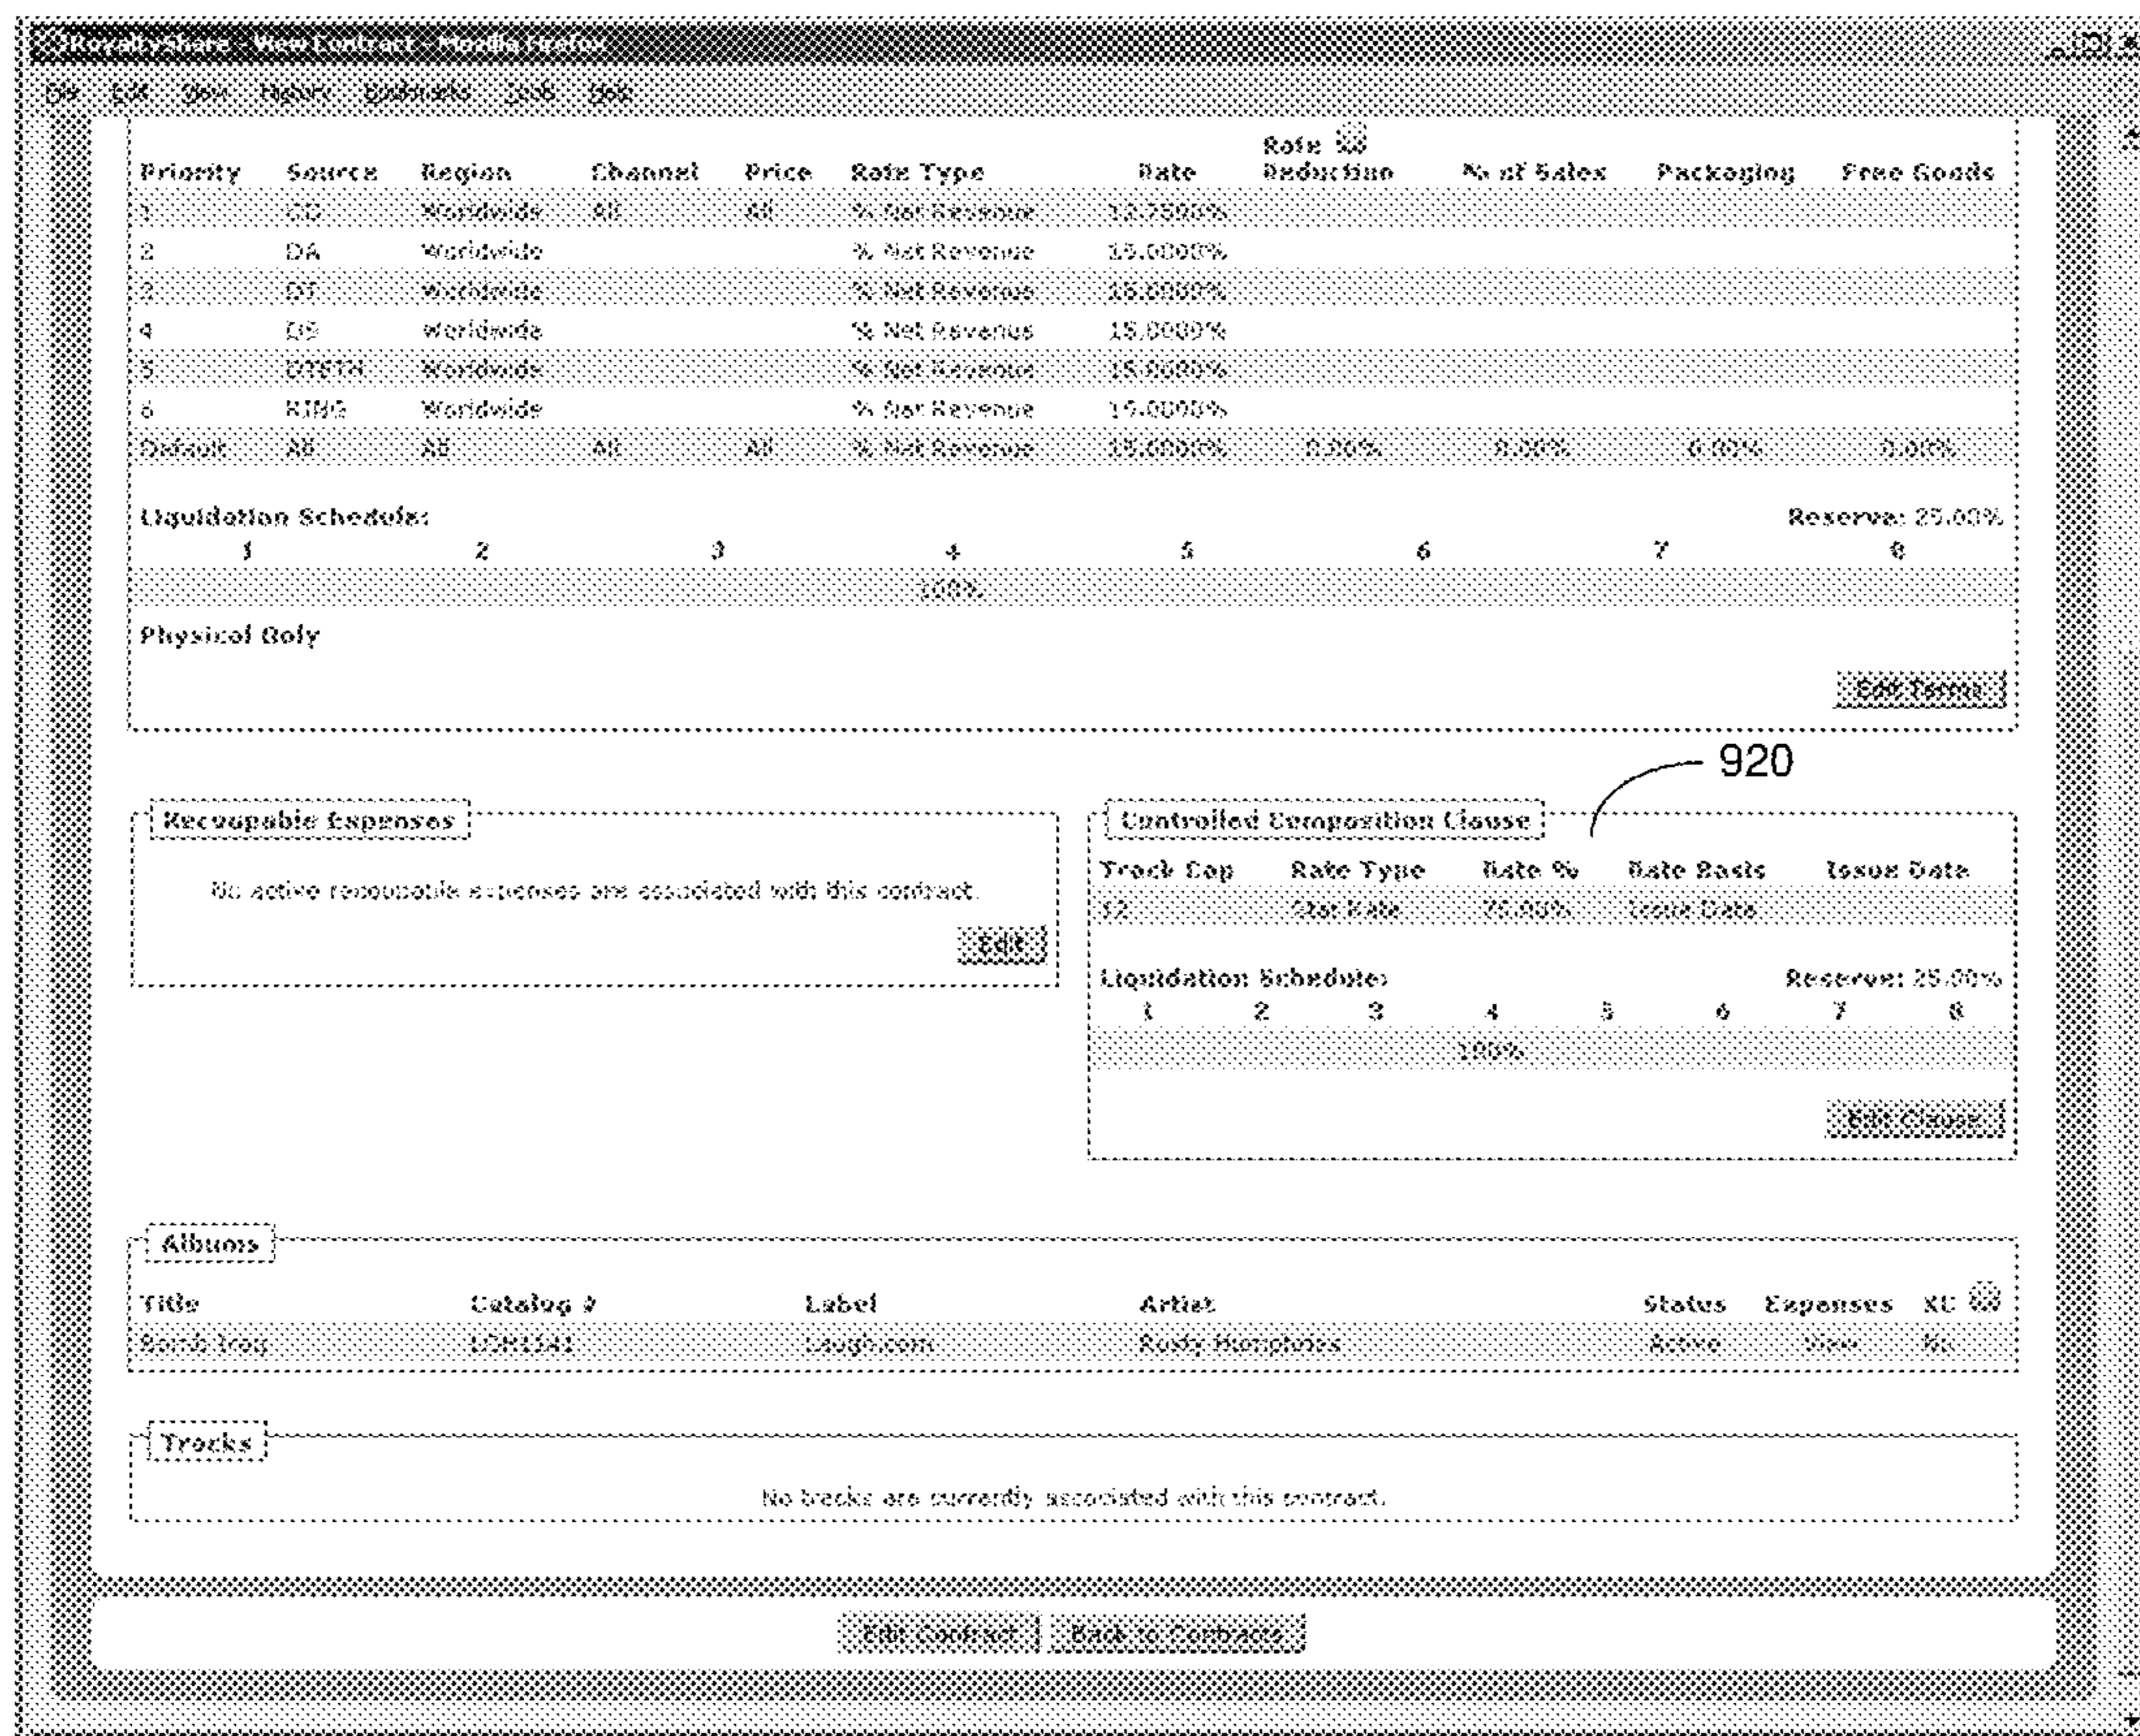 RoyaltyShare - View Contract - Mozilla Firefox
File Edit View History Bookmarks Tools Help
Rate
Priority Source Region Channel Price Rate Type Rate Reduction % of Sales Packaging Free Goods
1 CD Worldwide All All % Net Revenue 12.7500%
2 DA Worldwide % Net Revenue 15.0000%
3 DT Worldwide % Net Revenue 15.0000%
4 DS Worldwide % Net Revenue 15.0000%
5 Worldwide % Net Revenue 15.0000%
6 RING Worldwide % Net Revenue 15.0000%
Default All All All All % Net Revenue 15.0000% 0.00% 0.00% 0.00% 0.00%
Liquidation Schedule: Reserve: 25.00%
1 2 3 4 5 6 7 8
100%
Physical Only
Edit Terms
920
Recoupable Expenses
No active recoupable expenses are associated with this contract.
Edit
Controlled Composition Clause
Track Cap Rate Type Rate % Rate Basis Issue Date
12 Stat Rate 75.00% Issue Date
Liquidation Schedule: Reserve: 25.00%
1 2 3 4 5 6 7 8
100%
Edit Clause
Albums
Title Catalog # Label Artist Status Expenses XC
Bomb Iraq LGH1141 Laugh.com Rusty Humphries Active View No
Tracks
No tracks are currently associated with this contract.
Edit Contract Back to Contracts